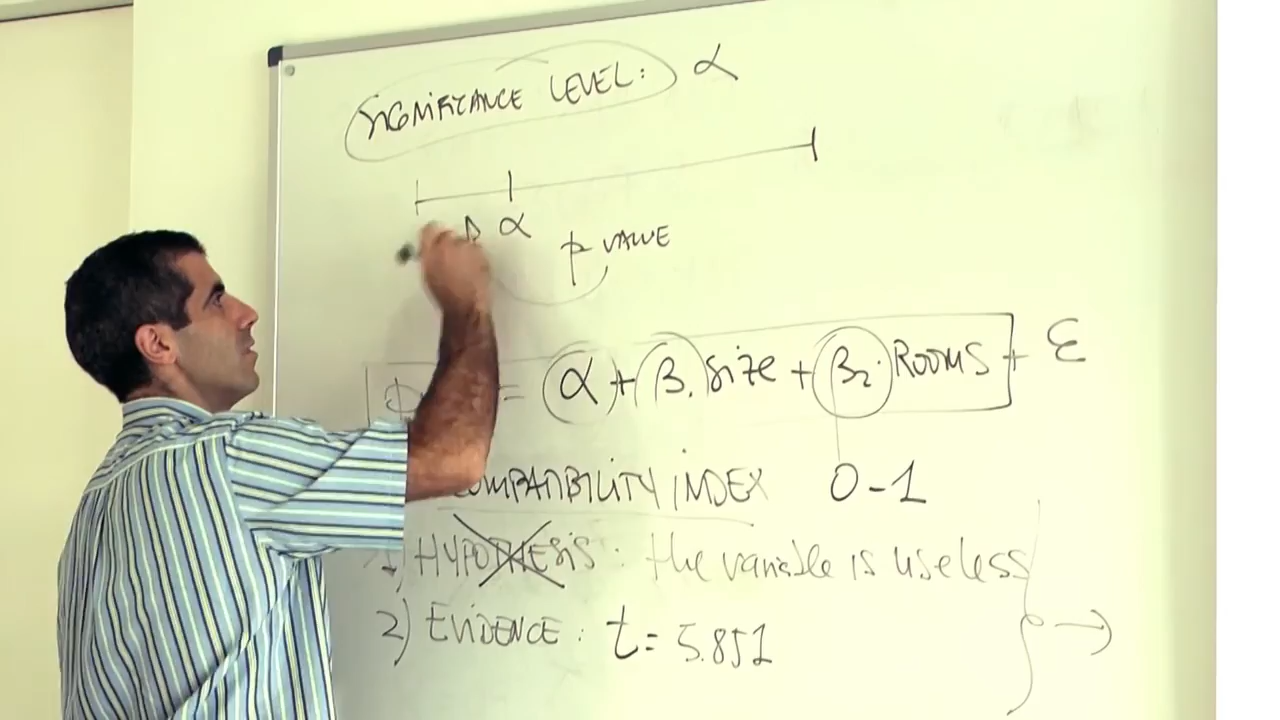 SIGNIFICANCE LEVEL: α
α
p VALUE
= α + β1 Size + β2 · ROOMS + ε
COMPATIBILITY INDEX 0-1
1) HYPOTHESIS: the variable is useless
2) EVIDENCE: t= 5.851